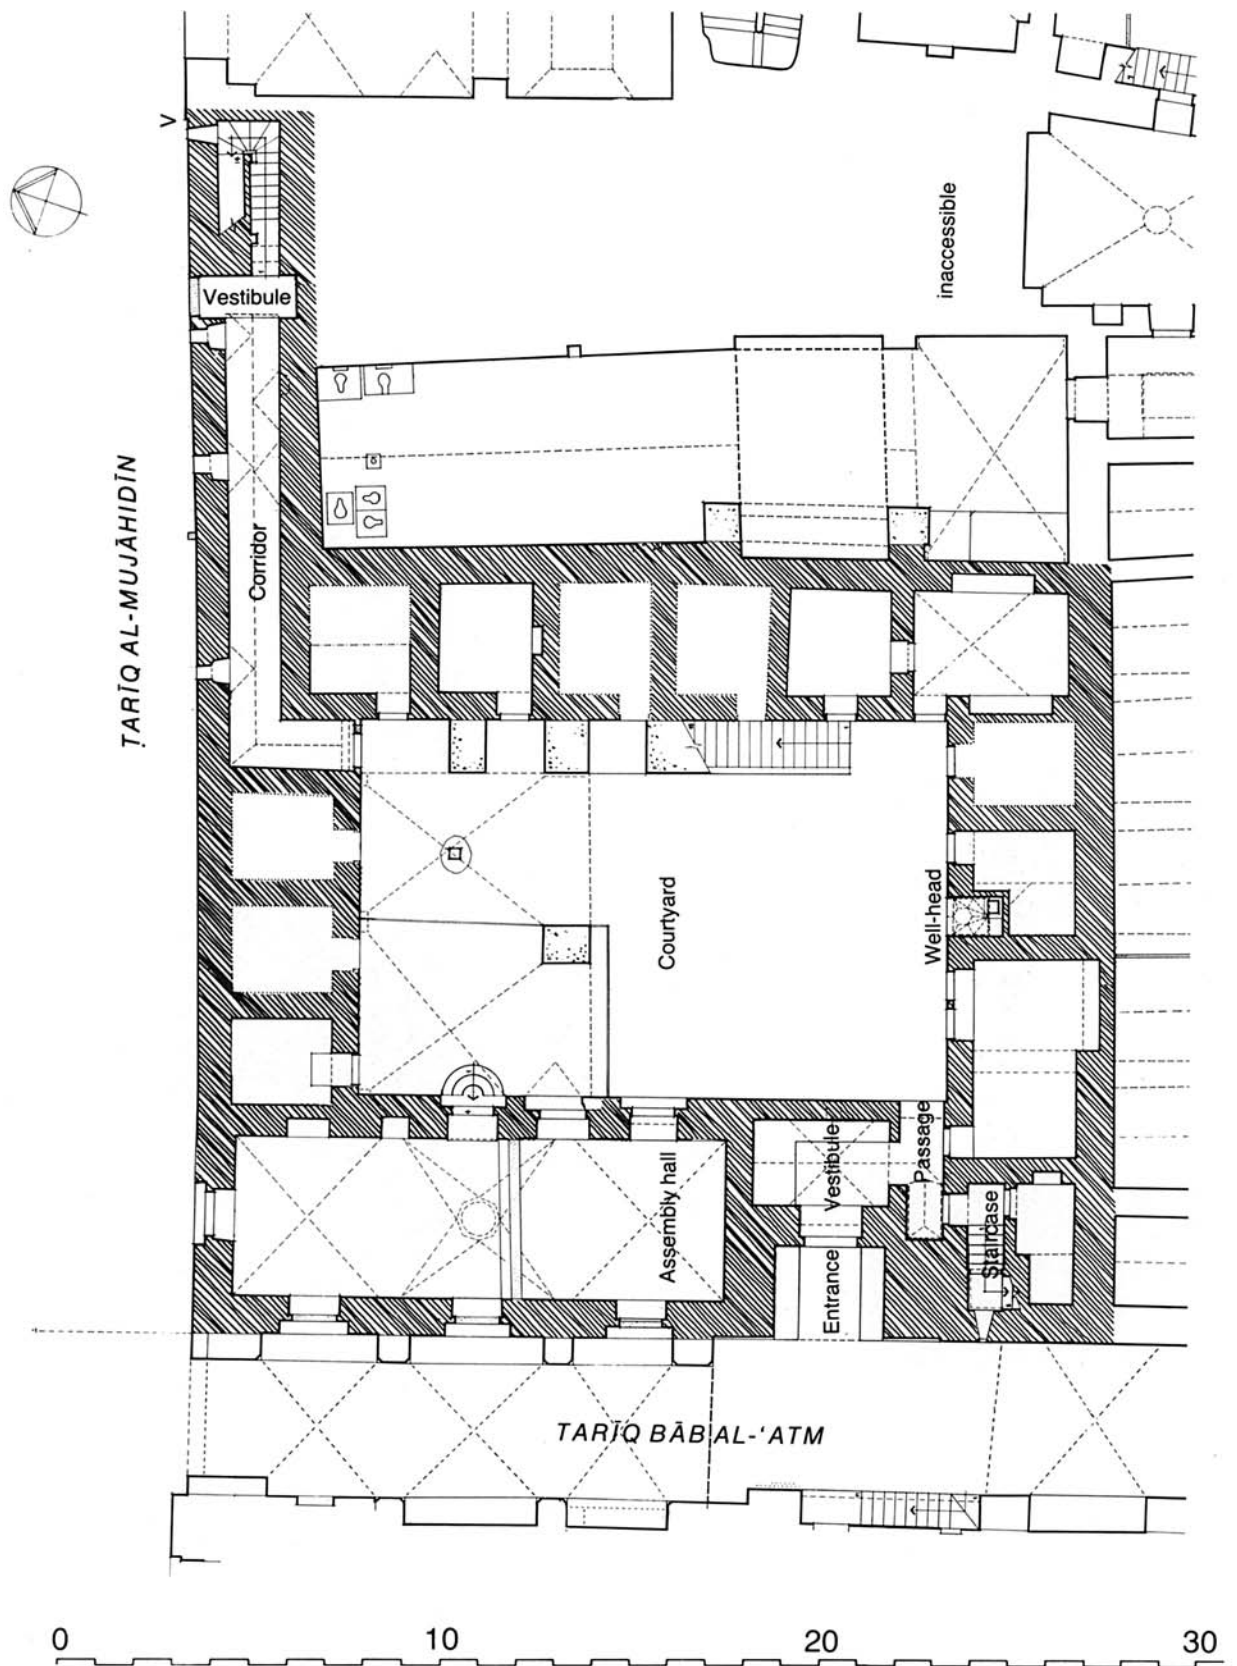 V
inaccessible
Vestibule
ṬARĪQ AL-MUJĀHIDĪN
Corridor
Courtyard
Well-head
Passage
Vestibule
Assembly hall
Staircase
Entrance
ṬARĪQ BĀB AL-ʻATM
0 10 20 30